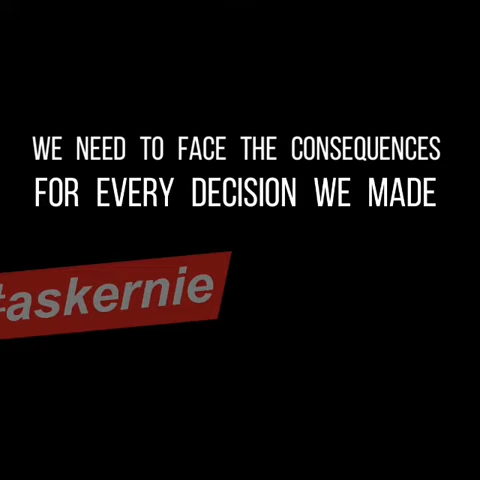 WE NEED TO FACE THE CONSEQUENCES
FOR EVERY DECISION WE MADE
#askernie